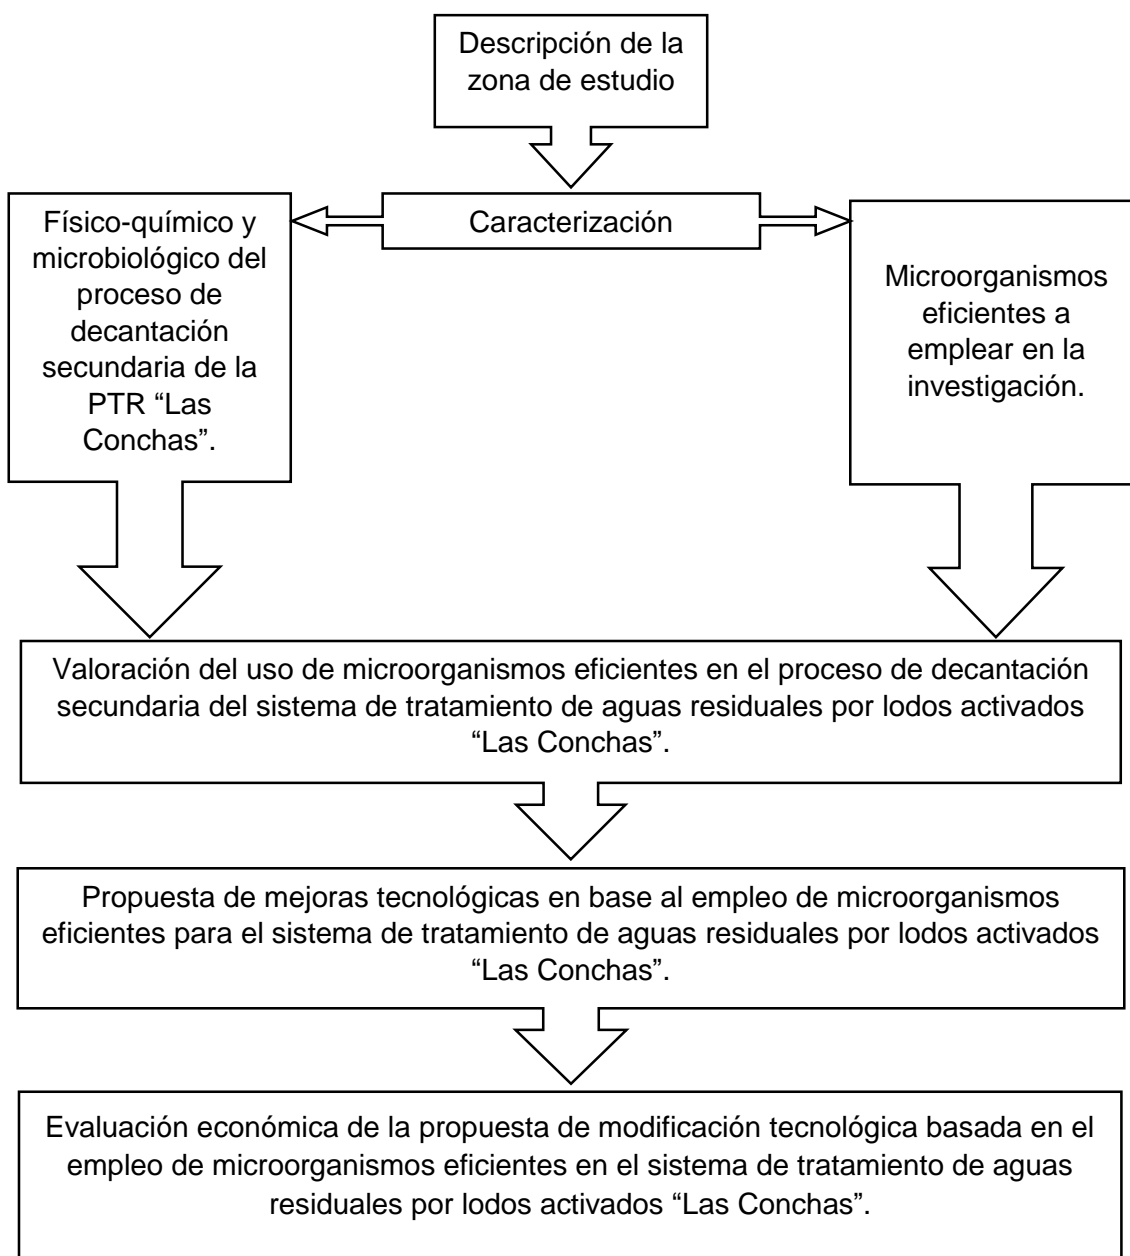 Descripción de la
zona de estudio
Caracterización
Físico-químico y
microbiológico del
proceso de
decantación
secundaria de la
PTR “Las
Conchas”.
Microorganismos
eficientes a
emplear en la
investigación.
Valoración del uso de microorganismos eficientes en el proceso de decantación
secundaria del sistema de tratamiento de aguas residuales por lodos activados
“Las Conchas”.
Propuesta de mejoras tecnológicas en base al empleo de microorganismos
eficientes para el sistema de tratamiento de aguas residuales por lodos activados
“Las Conchas”.
Evaluación económica de la propuesta de modificación tecnológica basada en el
empleo de microorganismos eficientes en el sistema de tratamiento de aguas
residuales por lodos activados “Las Conchas”.